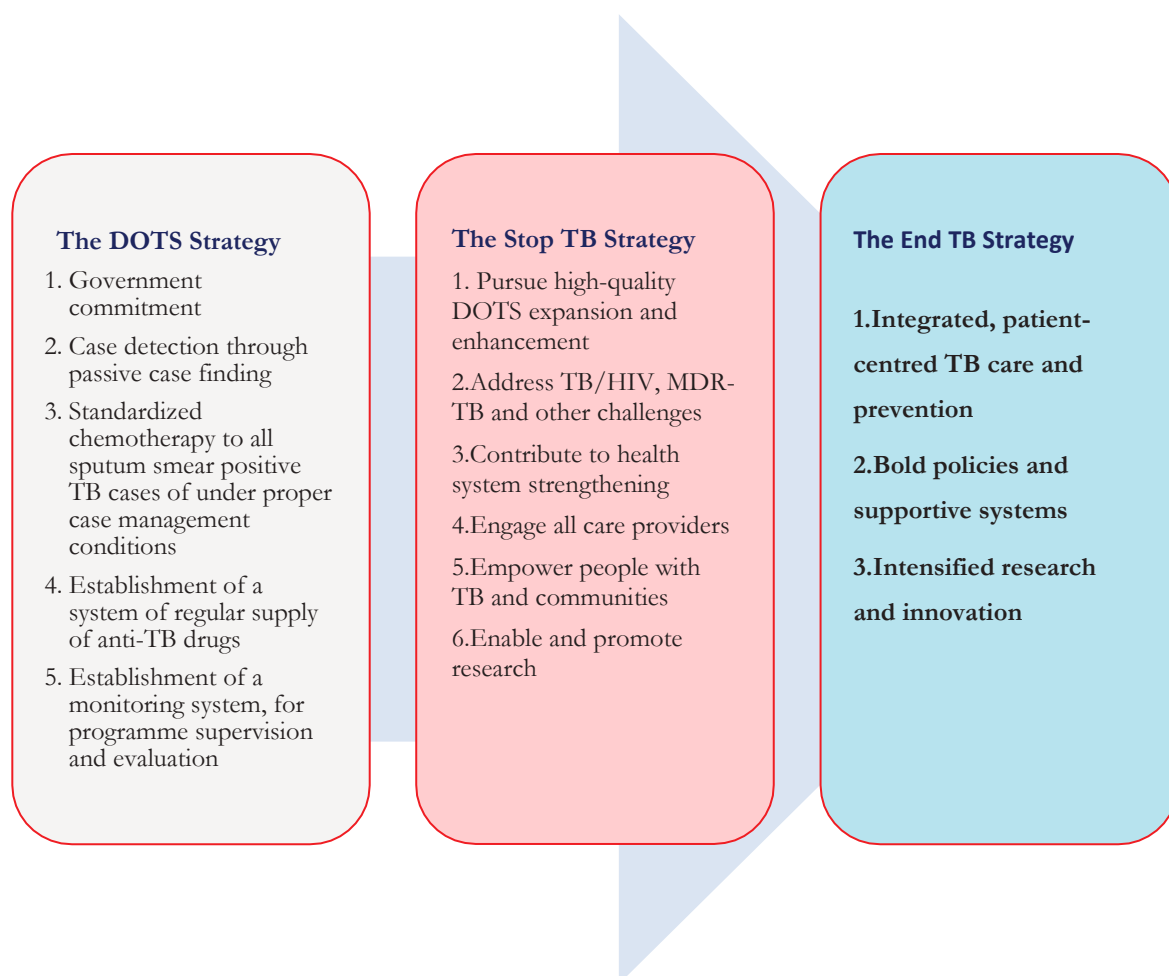 The DOTS Strategy
1. Government
commitment
2. Case detection through
passive case finding
3. Standardized
chemotherapy to all
sputum smear positive
TB cases of under proper
case management
conditions
4. Establishment of a
system of regular supply
of anti-TB drugs
5. Establishment of a
monitoring system, for
programme supervision
and evaluation
The Stop TB Strategy
1. Pursue high-quality
DOTS expansion and
enhancement
2.Address TB/HIV, MDR-
TB and other challenges
3.Contribute to health
system strengthening
4.Engage all care providers
5.Empower people with
TB and communities
6.Enable and promote
research
The End TB Strategy
1.Integrated, patient-
centred TB care and
prevention
2.Bold policies and
supportive systems
3.Intensified research
and innovation